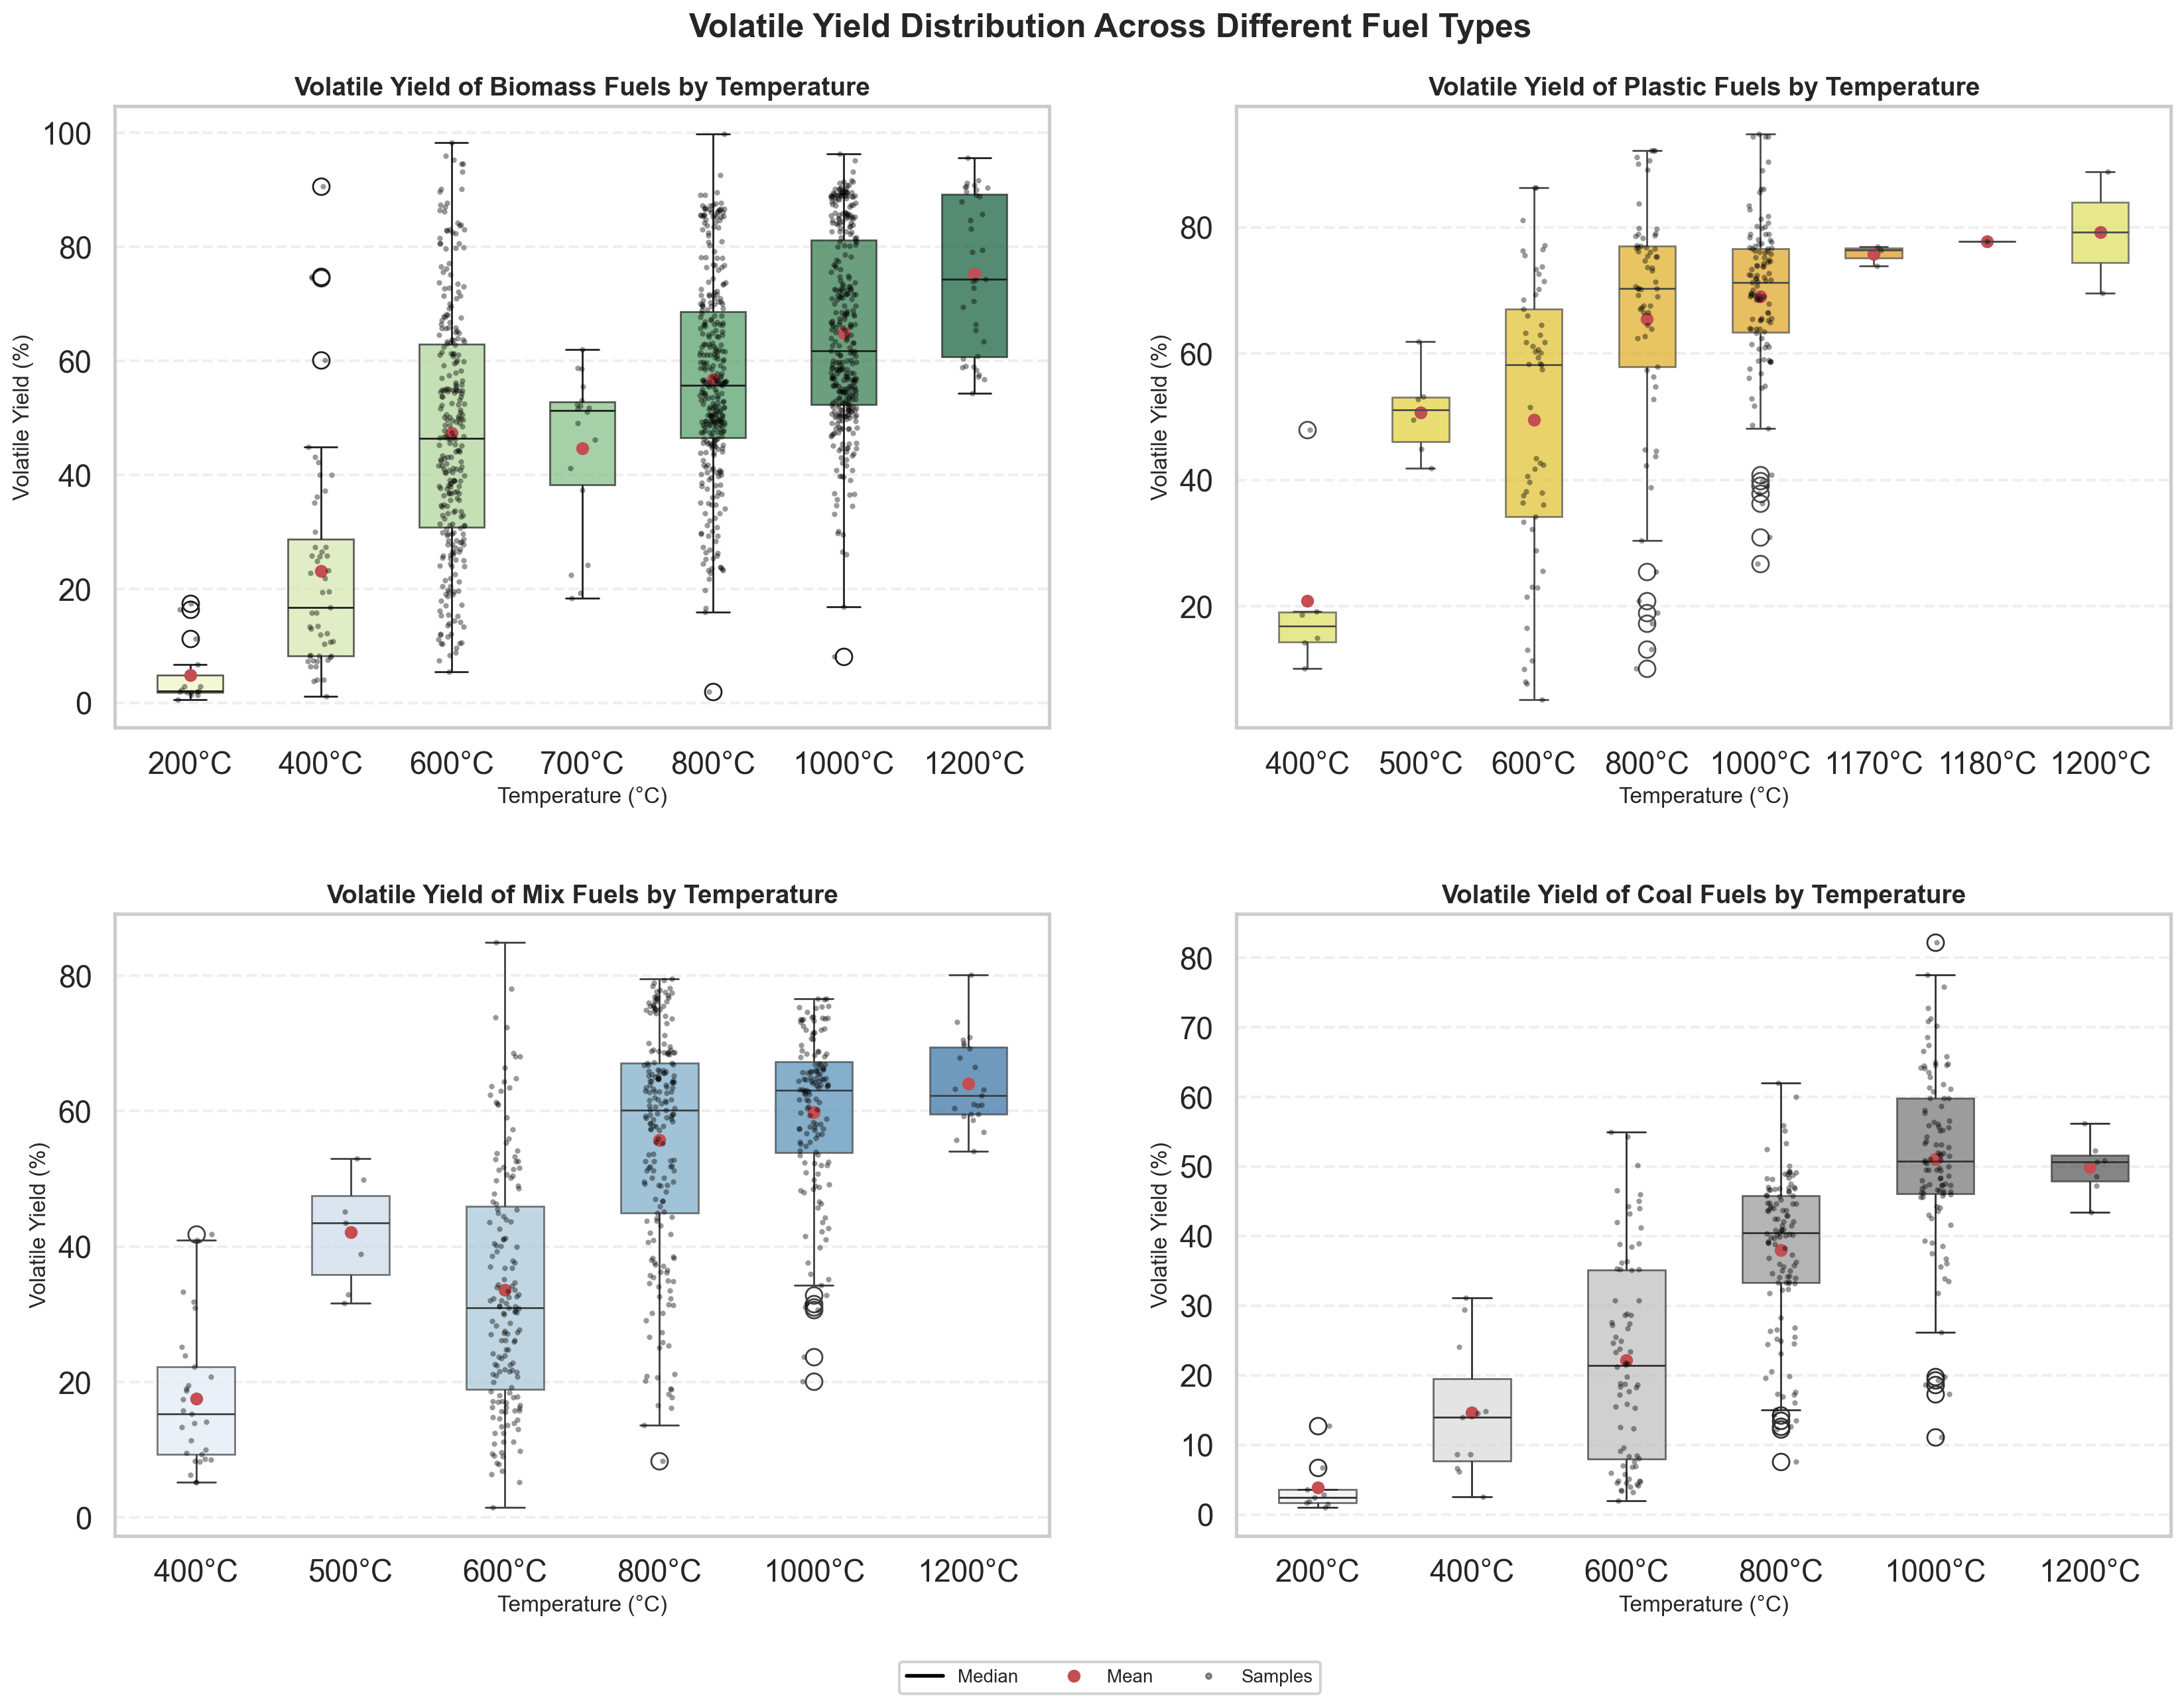 Volatile Yield Distribution Across Different Fuel Types
Volatile Yield of Biomass Fuels by Temperature
Volatile Yield (%)
100
80
60
40
20
0
200°C 400°C 600°C 700°C 800°C 1000°C 1200°C
Temperature (°C)
Volatile Yield of Plastic Fuels by Temperature
Volatile Yield (%)
80
60
40
20
400°C 500°C 600°C 800°C 1000°C 1170°C 1180°C 1200°C
Temperature (°C)
Volatile Yield of Mix Fuels by Temperature
Volatile Yield (%)
80
60
40
20
0
400°C 500°C 600°C 800°C 1000°C 1200°C
Temperature (°C)
Volatile Yield of Coal Fuels by Temperature
Volatile Yield (%)
80
70
60
50
40
30
20
10
0
200°C 400°C 600°C 800°C 1000°C 1200°C
Temperature (°C)
Median Mean Samples